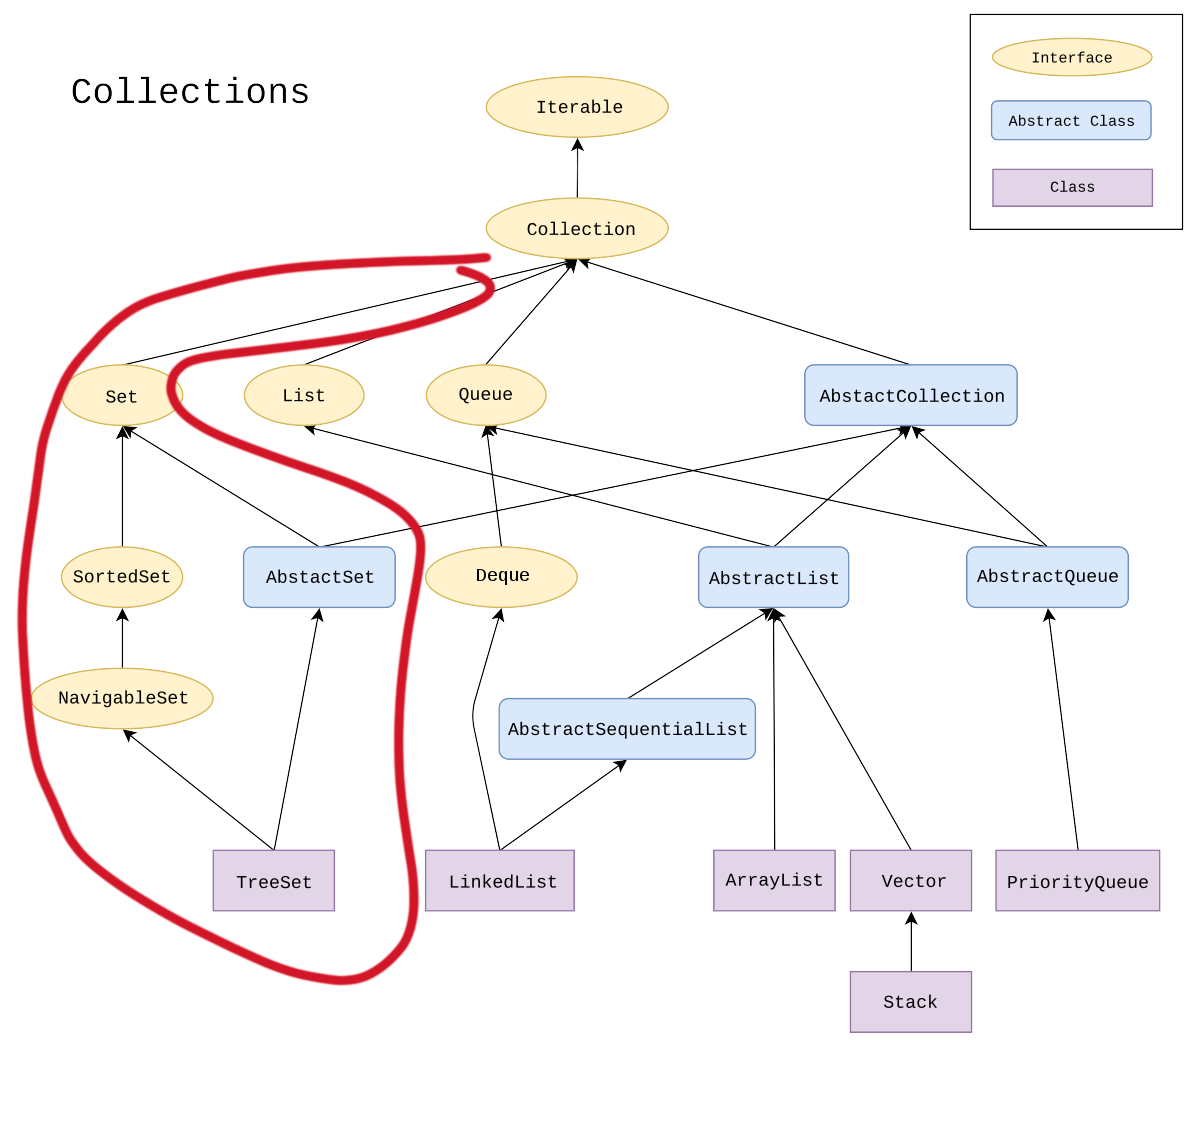 Interface
Collections
Iterable
Abstract Class
Class
Collection
Set
List
Queue
AbstactCollection
SortedSet
AbstactSet
Deque
AbstractList
AbstractQueue
NavigableSet
AbstractSequentialList
TreeSet
LinkedList
ArrayList
Vector
PriorityQueue
Stack